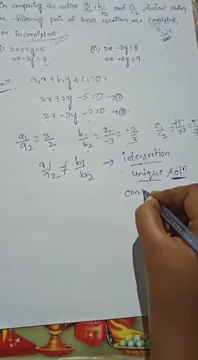 On comparing the ratios a₁/a₂, b₁/b₂ and c₁/c₂ find out whether
the following pair of linear equations are consistent,
or inconsistent.
(i) 3x+2y=5
2x-3y=7.
(ii) 2x-3y=8
4x-6y=9.
a₁x+b₁y+c₁=0
3x+2y-5=0 →①
2x-3y-7=0 →②
a₁/a₂ = 3/2 b₁/b₂ = 2/-3 = -2/3 c₁/c₂ = -5/-7 = 5/7
a₁/a₂ ≠ b₁/b₂ → intersection
unique soln
con